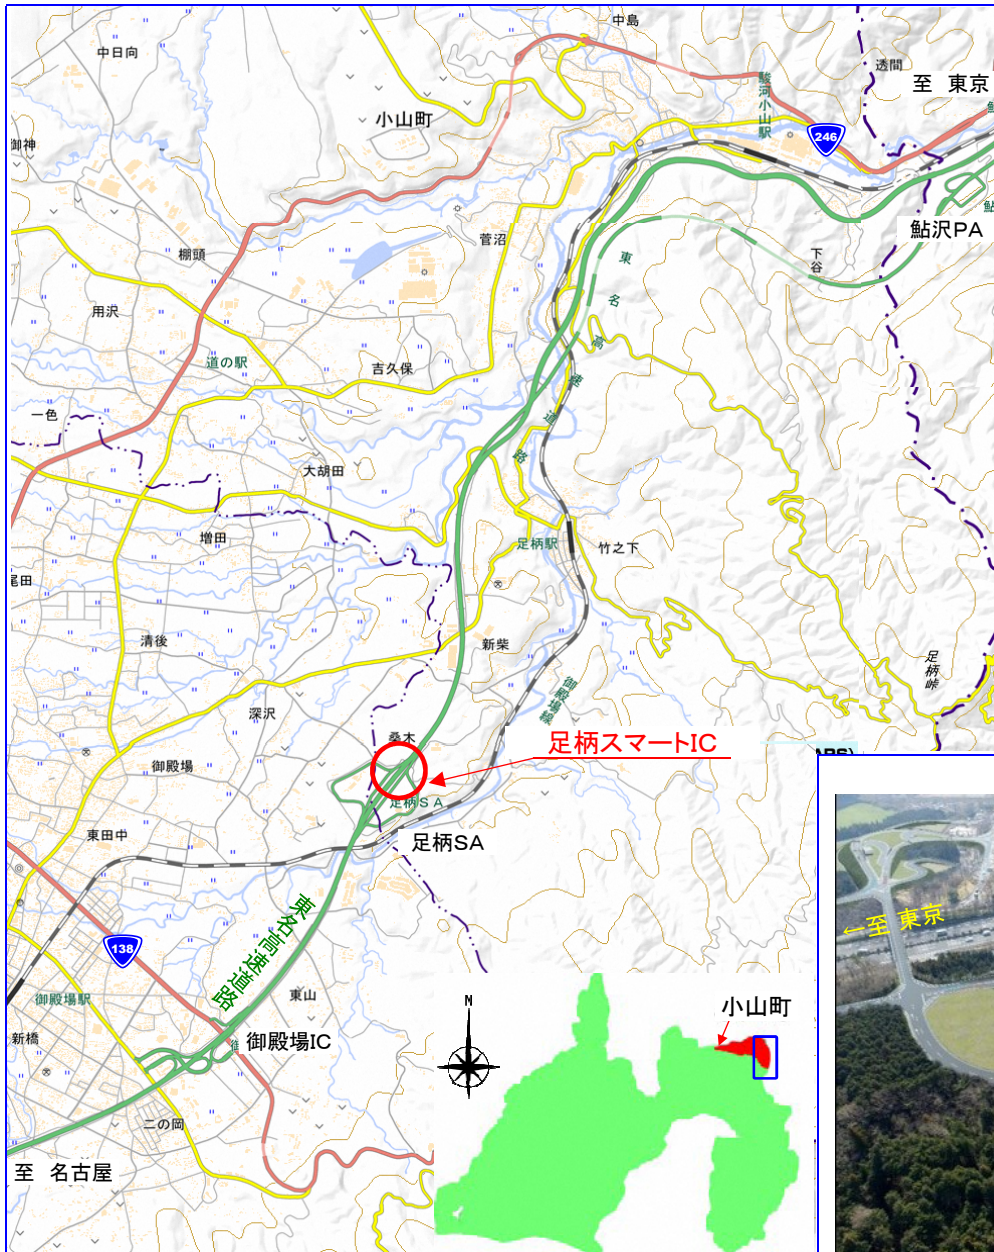 中島
中日向
透間
至 東京
小山町
駿河小山駅
246
御神
鮎沢PA
菅沼
棚頭
下谷
東名高速道路
用沢
道の駅
吉久保
一色
大胡田
増田
足柄駅
竹之下
尾田
清後
新柴
足柄峠
御殿場線
深沢
桑木
足柄スマートIC
御殿場
足柄SA
東田中
足柄SA
←至 東京
138
東名高速道路
御殿場駅
東山
新橋
御殿場IC
N
小山町
二の岡
至 名古屋